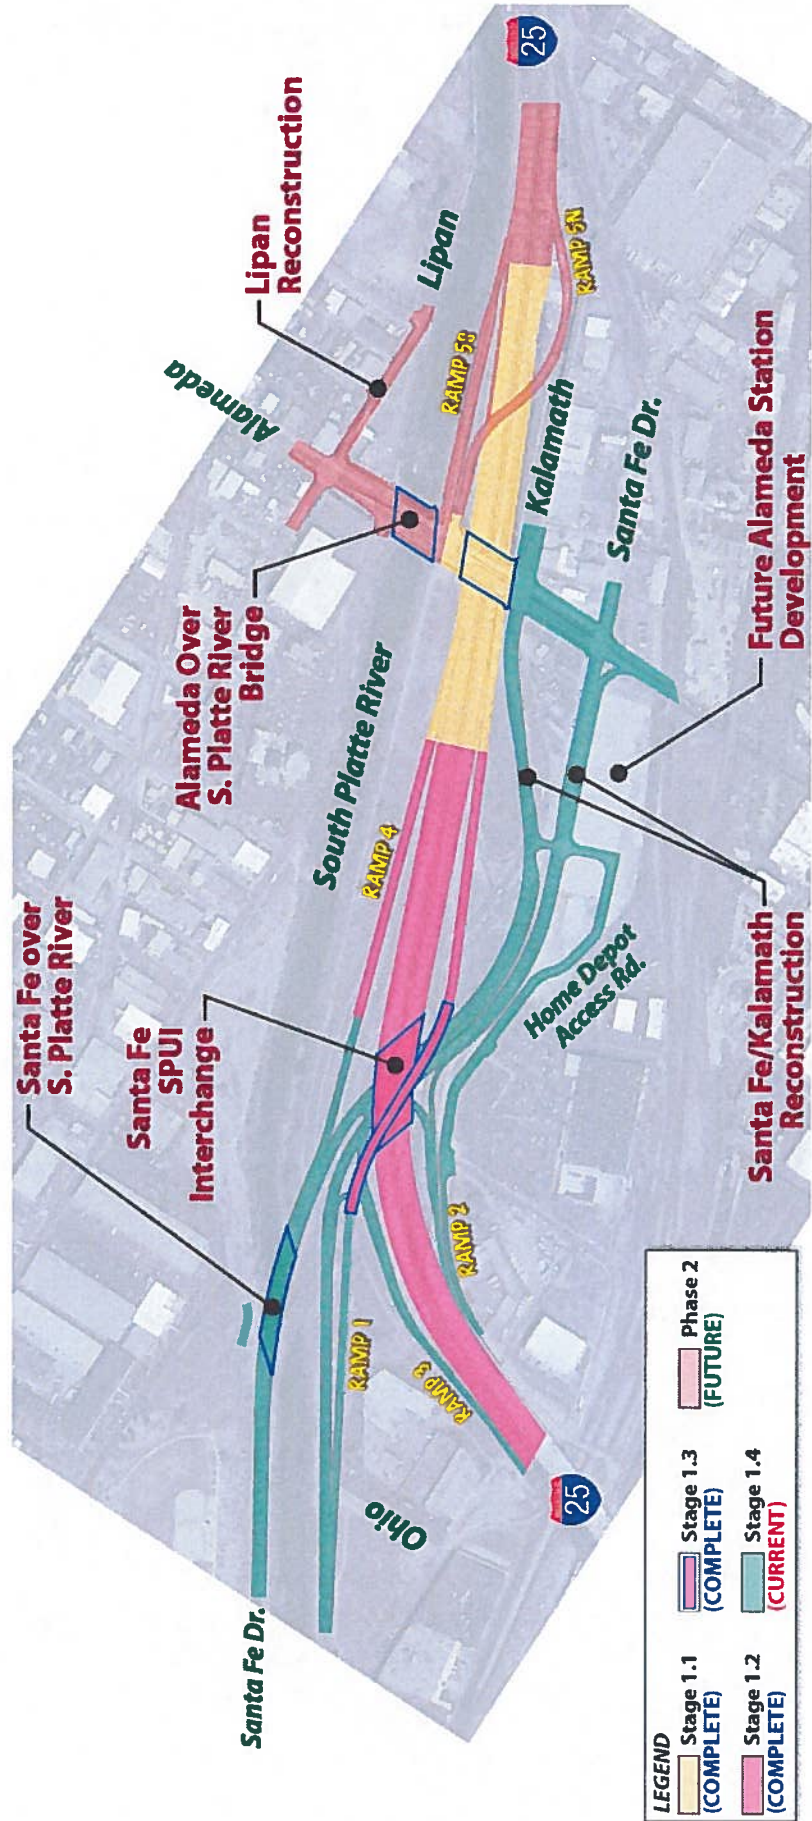 Santa Fe over
S. Platte River
Santa Fe
SPUI
Interchange
Alameda Over
S. Platte River
Bridge
Lipan
Reconstruction
Alameda
Lipan
25
South Platte River
RAMP 4
RAMP 5S
RAMP 5N
Kalamath
Santa Fe Dr.
Santa Fe Dr.
Ohio
RAMP 1
RAMP 3
RAMP 2
25
Home Depot
Access Rd.
Santa Fe/Kalamath
Reconstruction
Future Alameda Station
Development
LEGEND
Stage 1.1
(COMPLETE)
Stage 1.3
(COMPLETE)
Phase 2
(FUTURE)
Stage 1.2
(COMPLETE)
Stage 1.4
(CURRENT)